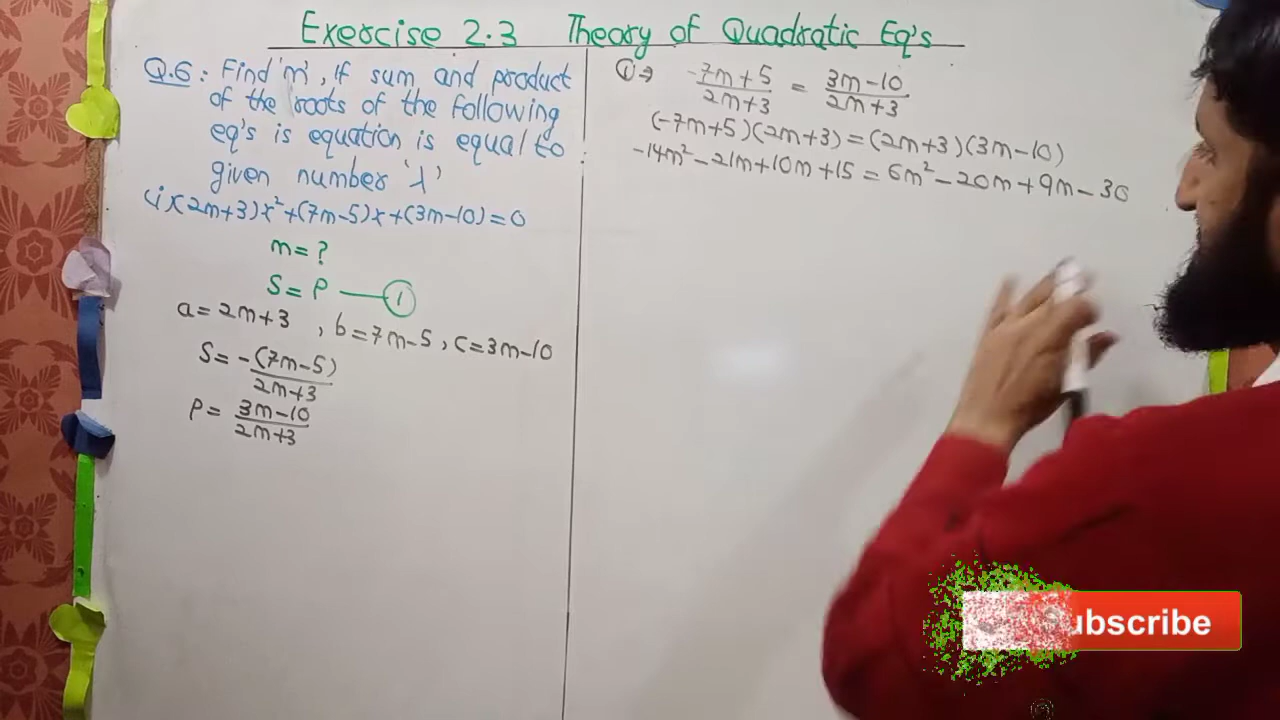 Exercise 2.3 Theory of Quadratic Eq's
Q.6: Find 'm', if sum and product
of the roots of the following
eq's is equation is equal to
given number 'λ'
(i) (2m+3)x²+(7m-5)x+(3m-10)=0
m=?
S=P — ①
a=2m+3, b=7m-5, c=3m-10
S= -(7m-5)/2m+3
P= 3m-10/2m+3
①⇒ -7m+5/2m+3 = 3m-10/2m+3
(-7m+5)(2m+3)=(2m+3)(3m-10)
-14m²-21m+10m+15=6m²-20m+9m-30
Subscribe